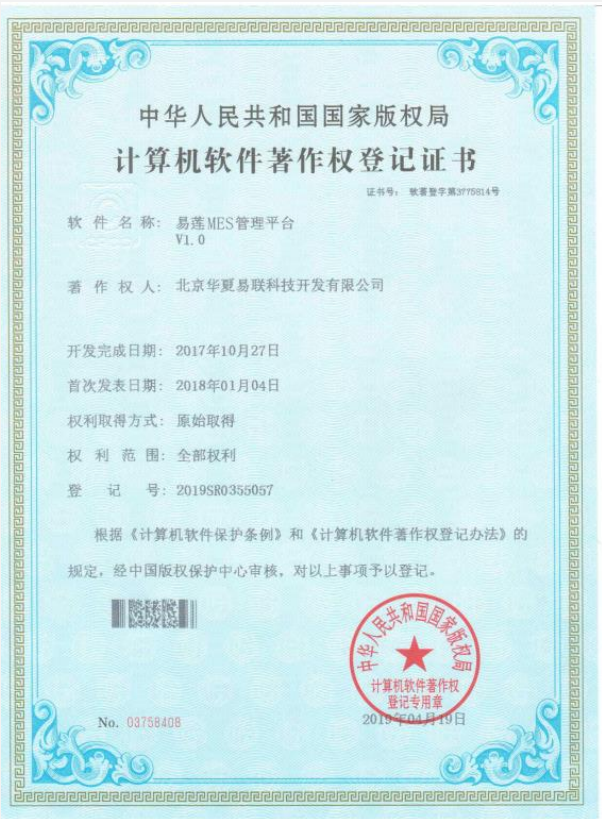 中华人民共和国国家版权局
计算机软件著作权登记证书
证书号： 软著登字第3775814号
软件名称： 易莲MES管理平台
V1.0
著作权人： 北京华夏易联科技开发有限公司
开发完成日期： 2017年10月27日
首次发表日期： 2018年01月04日
权利取得方式： 原始取得
权利范围： 全部权利
登记号： 2019SR0355057
根据《计算机软件保护条例》和《计算机软件著作权登记办法》的
规定，经中国版权保护中心审核，对以上事项予以登记。
中华人民共和国国家版权局
计算机软件著作权
登记专用章
No. 03758408
2019年04月19日